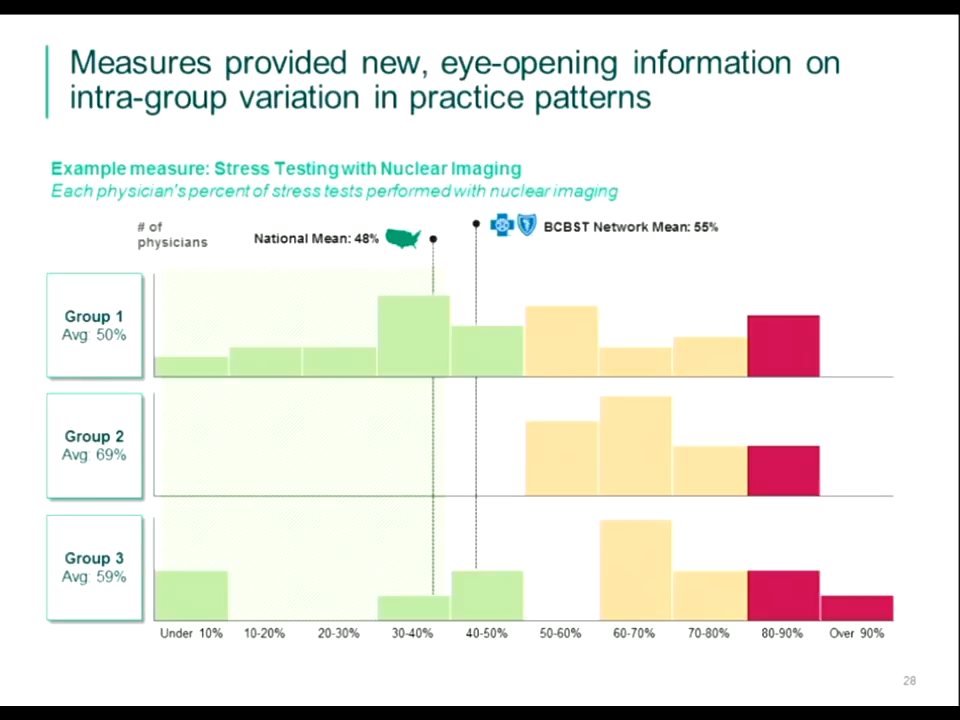 Measures provided new, eye-opening information on
intra-group variation in practice patterns
Example measure: Stress Testing with Nuclear Imaging
Each physician's percent of stress tests performed with nuclear imaging
# of
physicians
National Mean: 48%
BCBST Network Mean: 55%
Group 1
Avg: 50%
Group 2
Avg: 69%
Group 3
Avg: 59%
Under 10% 10-20% 20-30% 30-40% 40-50% 50-60% 60-70% 70-80% 80-90% Over 90%
28